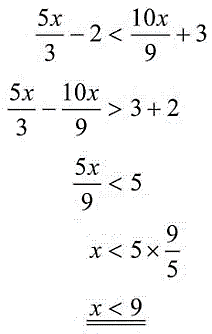 5x/3 − 2 < 10x/9 + 3
5x/3 − 10x/9 > 3 + 2
5x/9 < 5
x < 5 × 9/5
x < 9